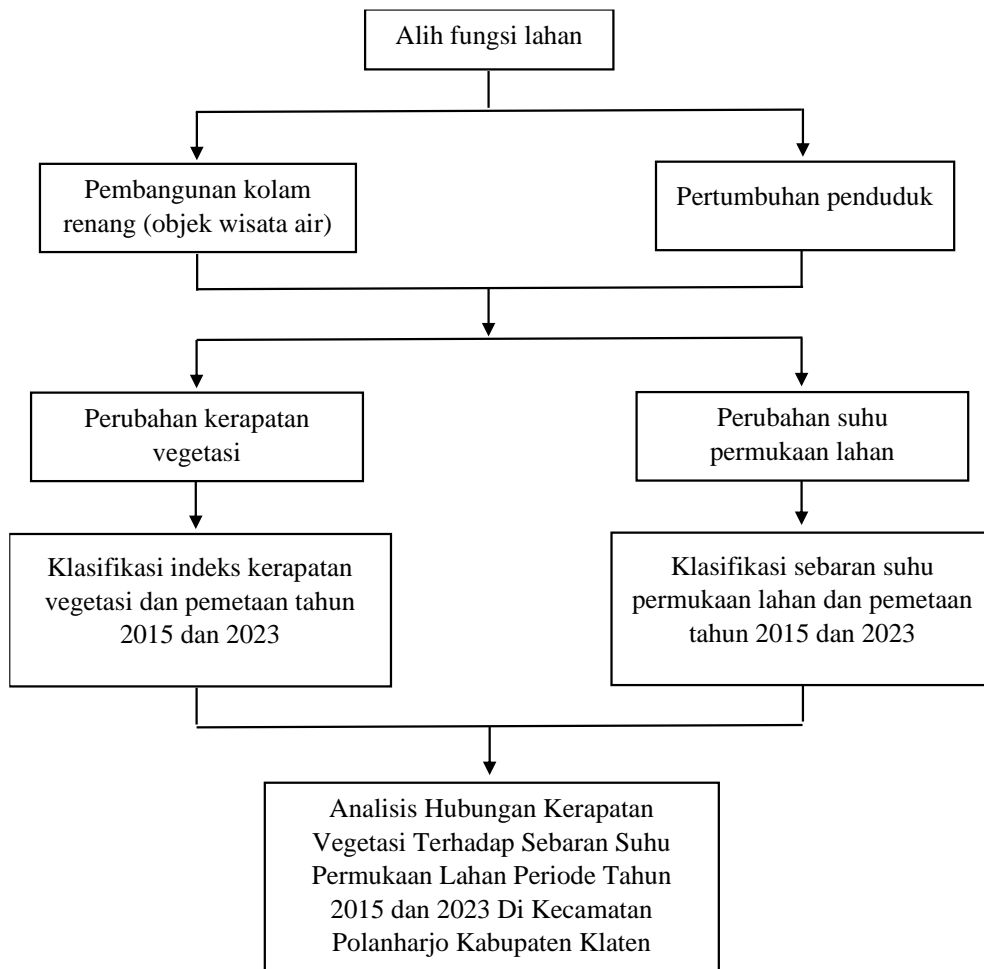 Alih fungsi lahan
Pembangunan kolam
renang (objek wisata air)
Pertumbuhan penduduk
Perubahan kerapatan
vegetasi
Perubahan suhu
permukaan lahan
Klasifikasi indeks kerapatan
vegetasi dan pemetaan tahun
2015 dan 2023
Klasifikasi sebaran suhu
permukaan lahan dan pemetaan
tahun 2015 dan 2023
Analisis Hubungan Kerapatan
Vegetasi Terhadap Sebaran Suhu
Permukaan Lahan Periode Tahun
2015 dan 2023 Di Kecamatan
Polanharjo Kabupaten Klaten